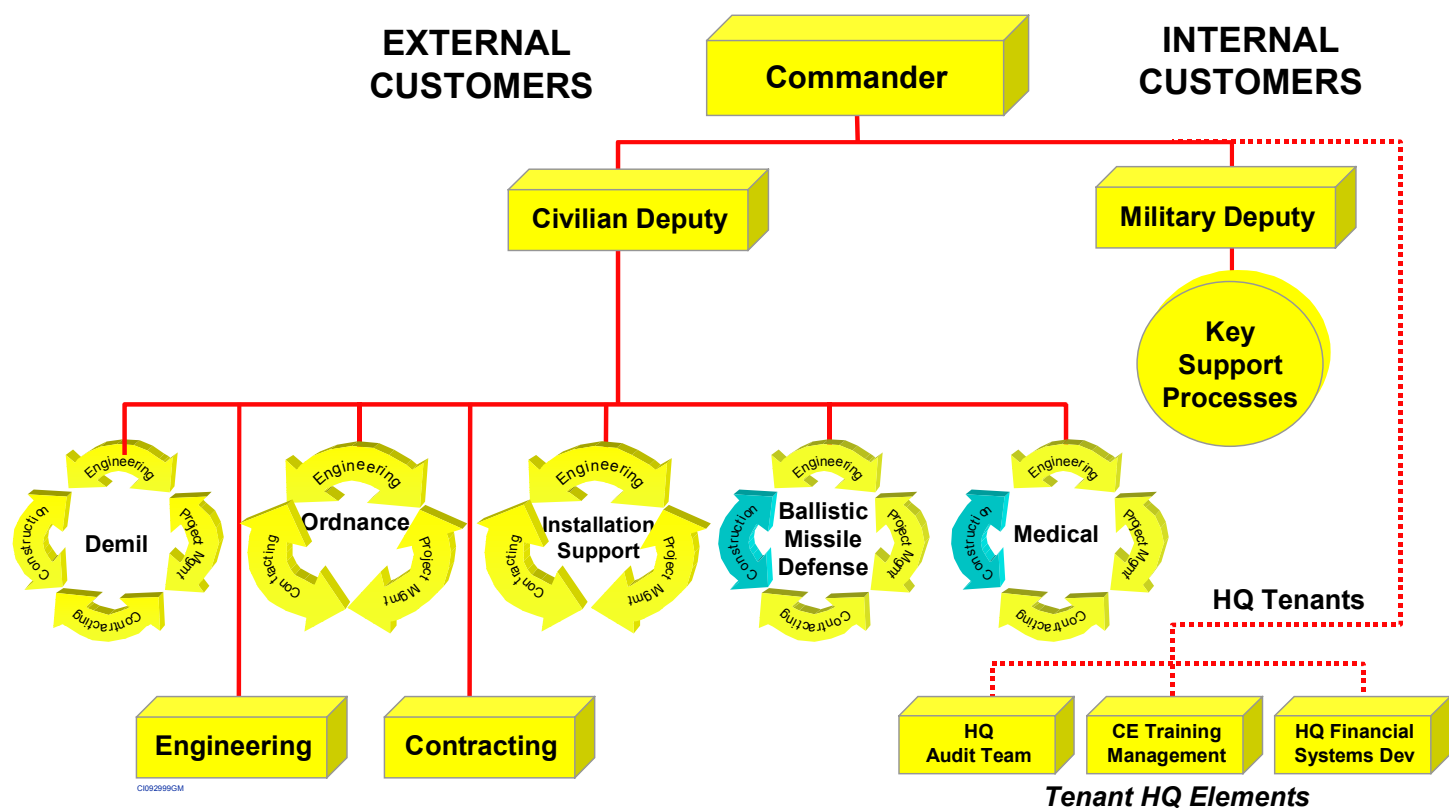 EXTERNAL
CUSTOMERS
Commander
INTERNAL
CUSTOMERS
Civilian Deputy
Military Deputy
Key
Support
Processes
Engineering
Construction
Demil
Project Mgmt
Contracting
Engineering
Ordnance
Contacting
Project Mgmt
Engineering
Installation
Support
Contracting
Project Mgmt
Engineering
Construction
Ballistic
Missile
Defense
Project Mgmt
Contracting
Engineering
Construction
Medical
Project Mgmt
Contracting
HQ Tenants
Engineering
Contracting
HQ
Audit Team
CE Training
Management
HQ Financial
Systems Dev
CI092999GM
Tenant HQ Elements